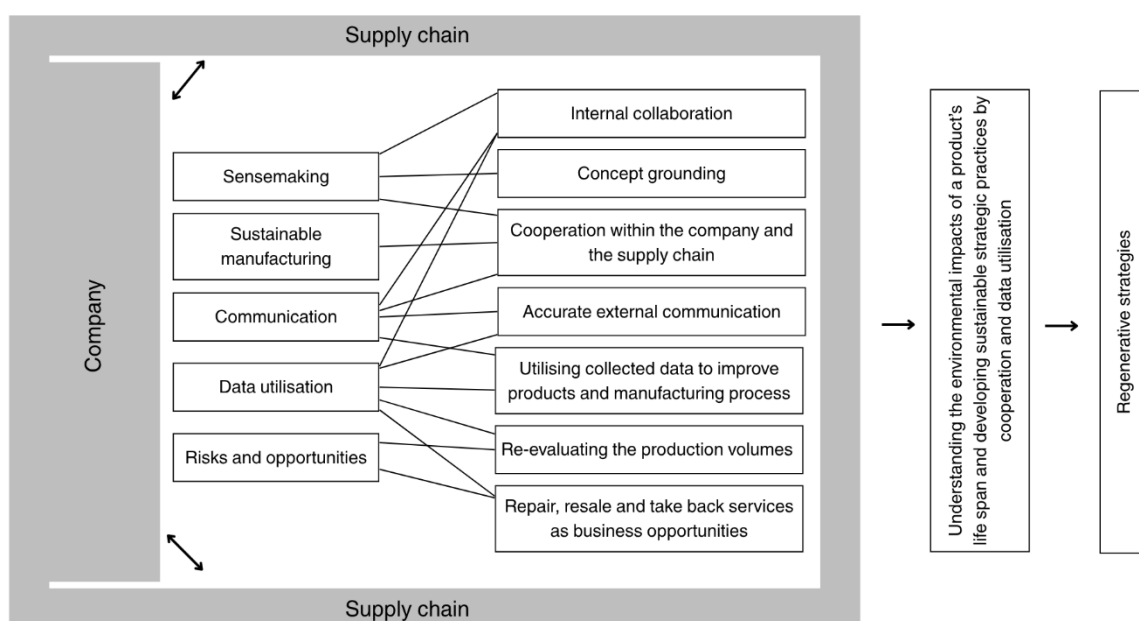 Supply chain
Company
Sensemaking
Sustainable
manufacturing
Communication
Data utilisation
Risks and opportunities
Internal collaboration
Concept grounding
Cooperation within the company and
the supply chain
Accurate external communication
Utilising collected data to improve
products and manufacturing process
Re-evaluating the production volumes
Repair, resale and take back services
as business opportunities
Supply chain
Understanding the environmental impacts of a product's
life span and developing sustainable strategic practices by
cooperation and data utilisation
Regenerative strategies